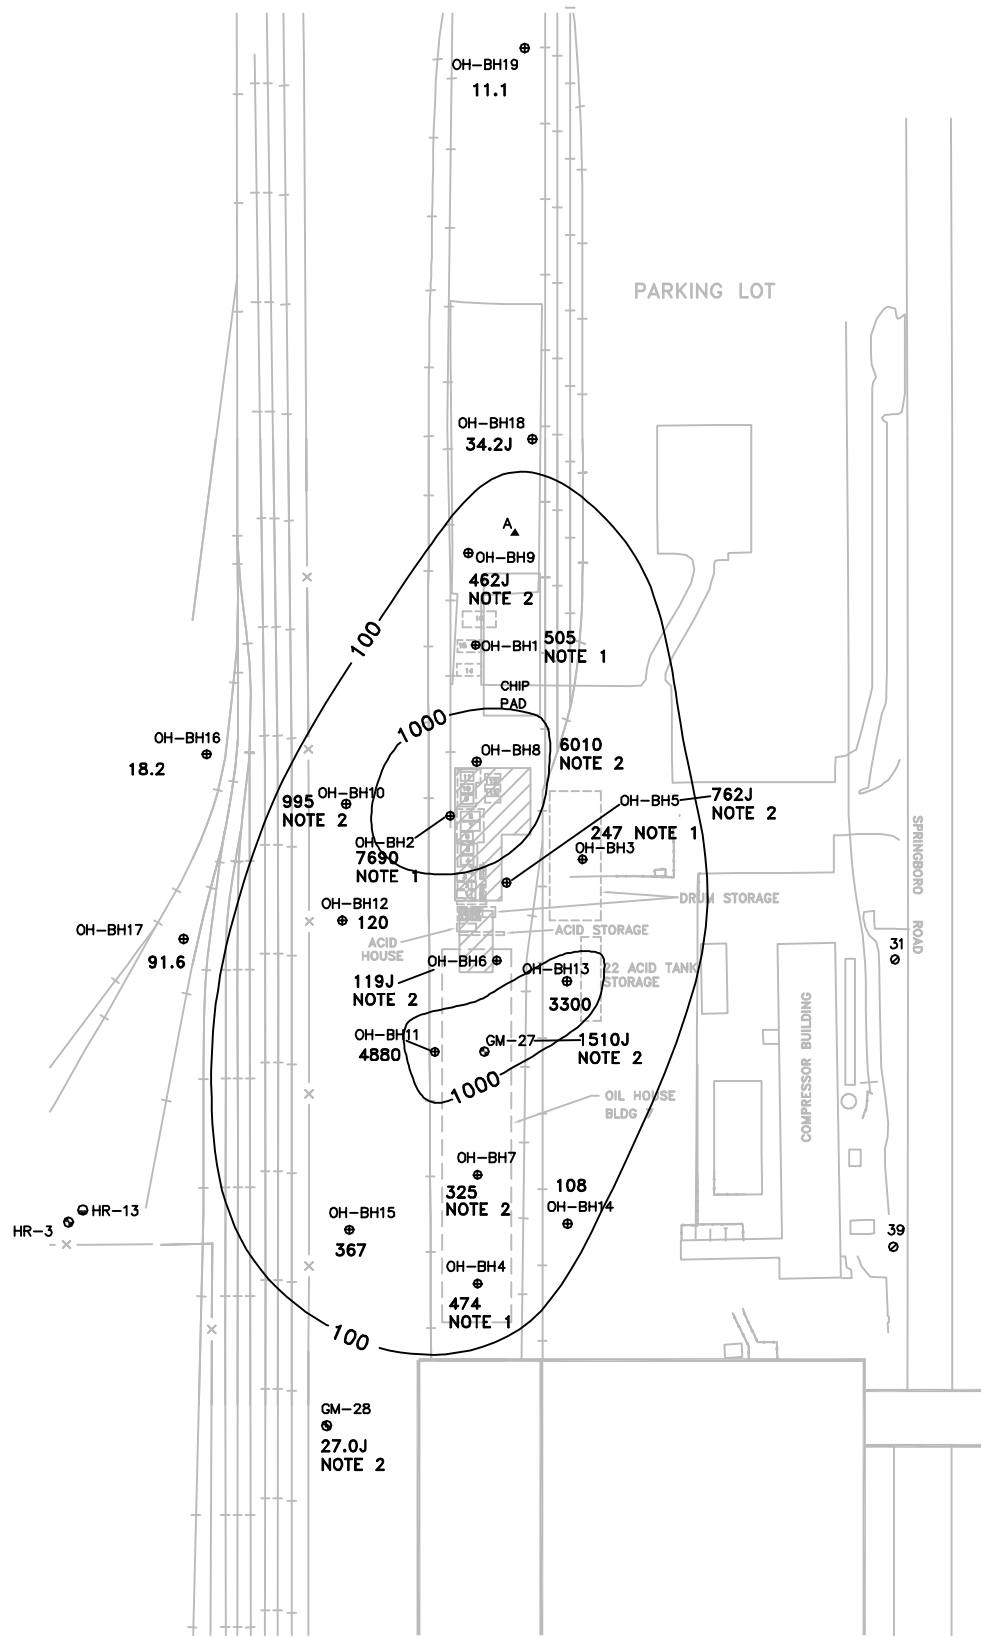 OH-BH19
11.1
PARKING LOT
OH-BH18
34.2J
A
OH-BH9
462J
NOTE 2
100
OH-BH1
505
NOTE 1
CHIP
PAD
1000
OH-BH16
18.2
OH-BH8
6010
NOTE 2
OH-BH10
995
NOTE 2
OH-BH5
762J
NOTE 2
OH-BH2
7690
NOTE 1
247 NOTE 1
OH-BH3
SPRINGBORO ROAD
DRUM STORAGE
OH-BH12
120
ACID STORAGE
OH-BH17
91.6
ACID
HOUSE
31
OH-BH6
119J
NOTE 2
OH-BH13
3300
22 ACID TANK
STORAGE
OH-BH11
4880
GM-27
1510J
NOTE 2
COMPRESSOR BUILDING
1000
OIL HOUSE
BLDG 7
OH-BH7
325
NOTE 2
108
OH-BH14
HR-13
HR-3
OH-BH15
367
39
OH-BH4
474
NOTE 1
100
GM-28
27.0J
NOTE 2